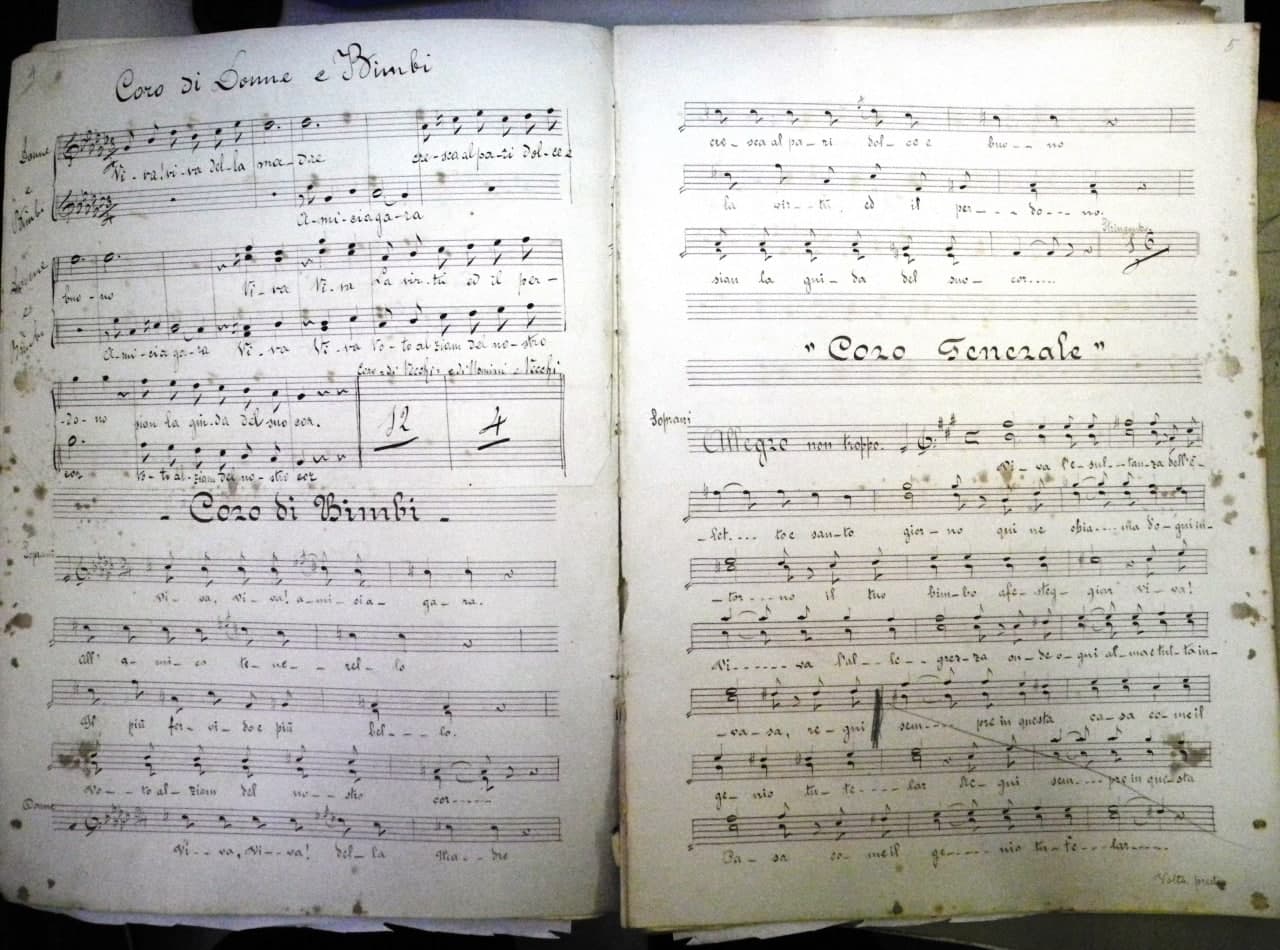 Coro di Donne e Bimbi
Donne
e
Bimbi
Vi-va! vi-va del-la ma-dre cre-sca al pa-ri dol-ce e
A-mi-cia ga-ra
e
buo-no Vi-va Vi-va La vir-tù ed il per-
A-mi-cia ga-ra Vi-va Vi-va Vo-to al ziam del no-stro
Coro di Vecchi e di Uomini e Vecchi
12 4
-do-no sian la gui-da del suo cor.
cor Vo-to al-ziam del no-stro cor
- Coro di Bimbi -
Soprani
Vi-va, vi-va! a-mi-cia-ga-ra.
All' a-mi-co te-ne-rel-lo
Il più fer-vi-do e più bel----lo.
Vo-to al-ziam del no--stro cor-----
Donne
Vi--va, Vi-va! del-la Ma--dre
5
cre-sca al pa-ri dol-ce e buo--no
la vir-tù, ed il per----do---no.
sian la gui-da del suo-cor.....
16
"Coro Generale"
Soprani
Allegro non troppo.
Vi-va l'e-sul-tan-za dell'e-
-let.... to e san-to gior-no qui ne chia....ma d'o-gni in-
-tor---no il tuo bim-bo a fe-steg-giar vi-va!
Vi------va l'al-le--grez-za on-de o-gni al-ma e tut-ta in-
-va-sa, re-gni sem---- pre in questa ca-sa co-me il
ge-nio tu-te----lar Re-gni sem----pre in que-sta
Ca-sa co-me il ge-----nio tu-te---lar-----
Volta presto